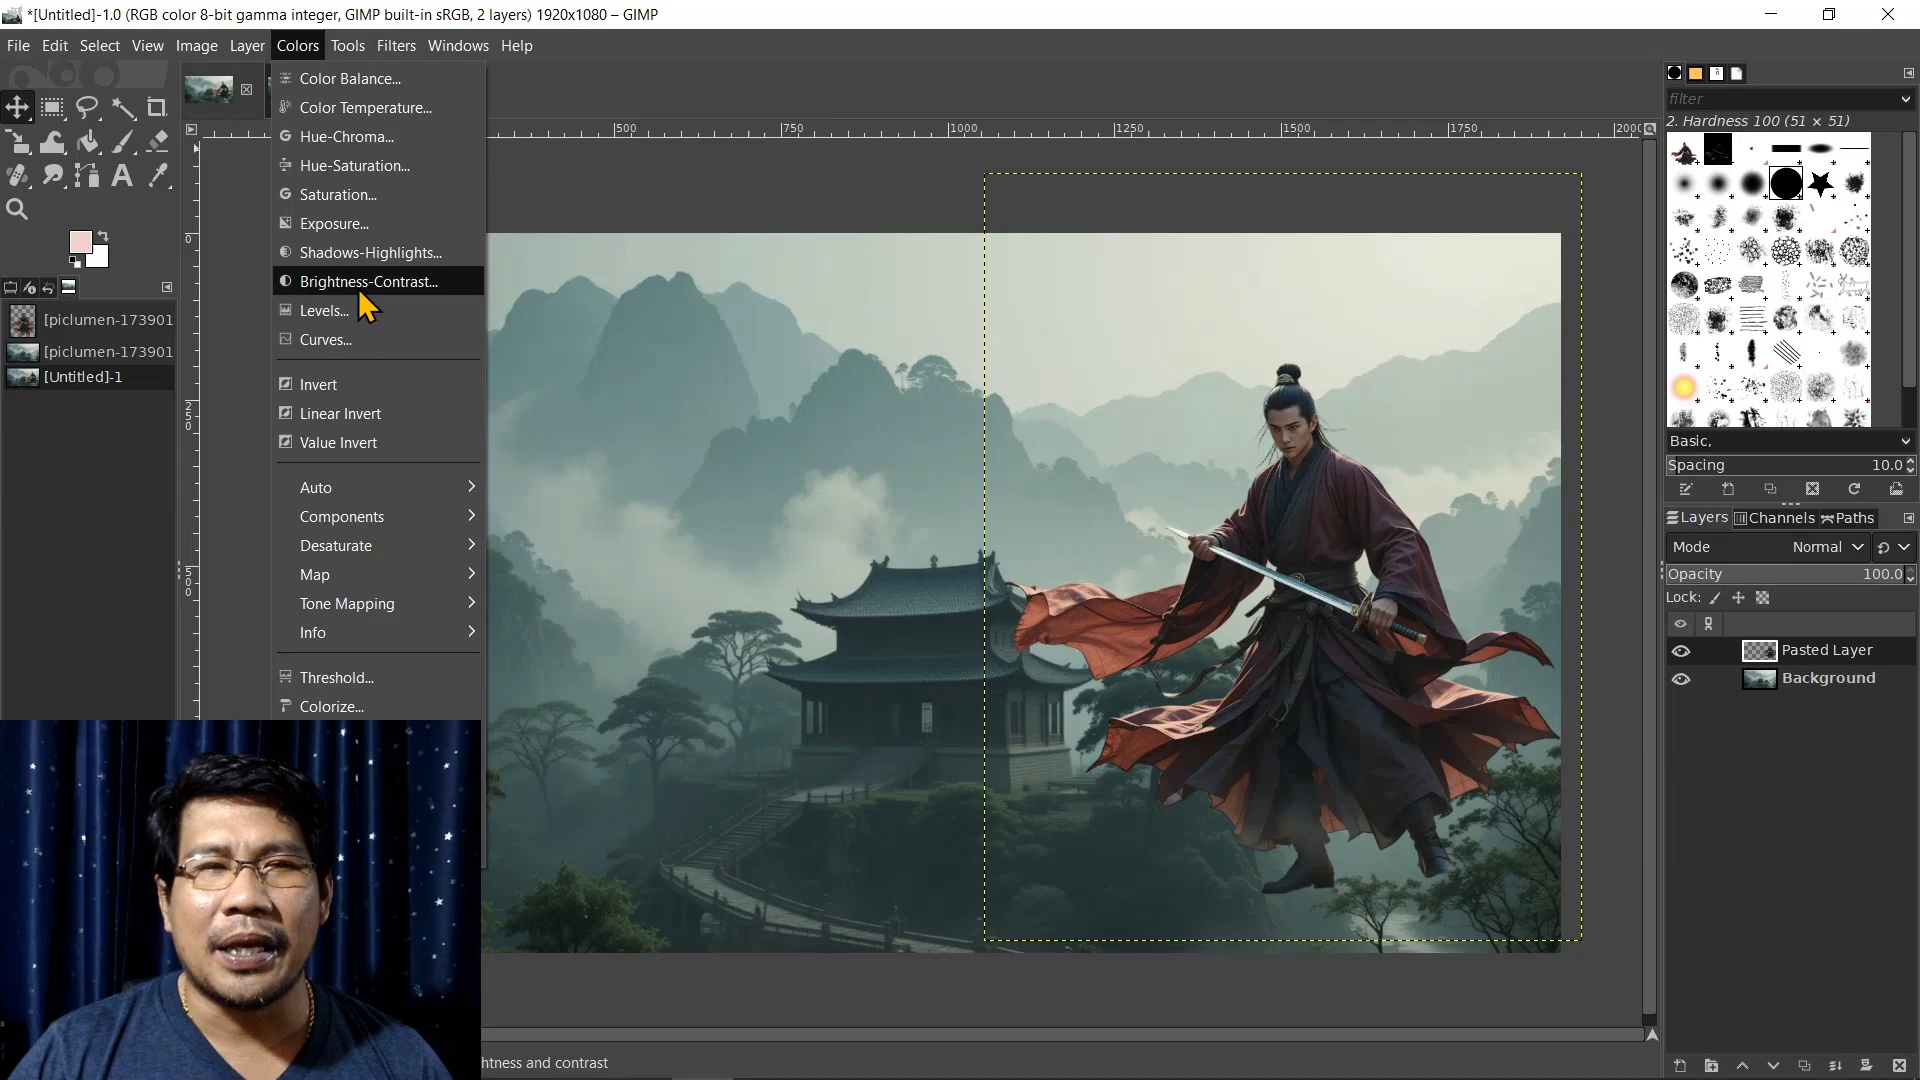 *[Untitled]-1.0 (RGB color 8-bit gamma integer, GIMP built-in sRGB, 2 layers) 1920x1080 – GIMP
File Edit Select View Image Layer Colors Tools Filters Windows Help
Color Balance...
Color Temperature...
Hue-Chroma...
Hue-Saturation...
Saturation...
Exposure...
Shadows-Highlights...
Brightness-Contrast...
Levels...
Curves...
Invert
Linear Invert
Value Invert
Auto
Components
Desaturate
Map
Tone Mapping
Info
Threshold...
Colorize...
[piclumen-173901
[piclumen-173901
[Untitled]-1
500 750 1000 1250 1500 1750
0
250
500
filter
2. Hardness 100 (51 × 51)
Basic,
Spacing 10.0
Layers Channels Paths
Mode Normal
Opacity 100.0
Lock:
Pasted Layer
Background
htness and contrast